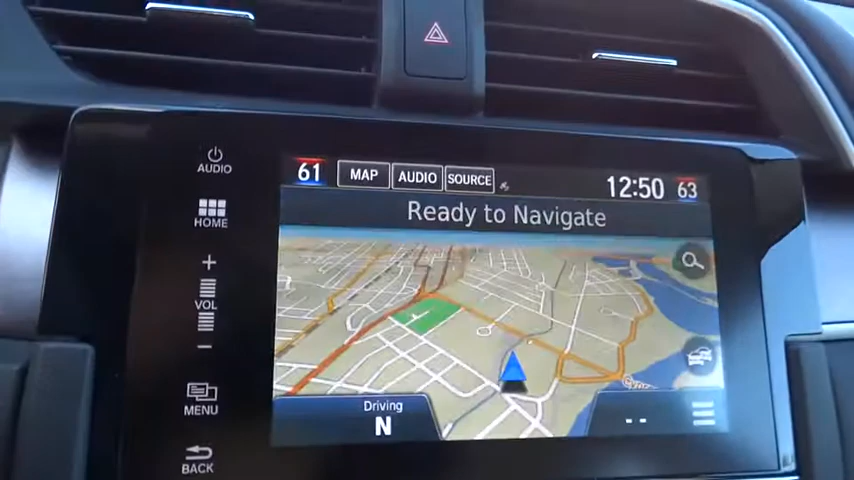 AUDIO
61 MAP AUDIO SOURCE 12:50 63
HOME
Ready to Navigate
+
VOL
-
MENU
Driving
N
--
BACK